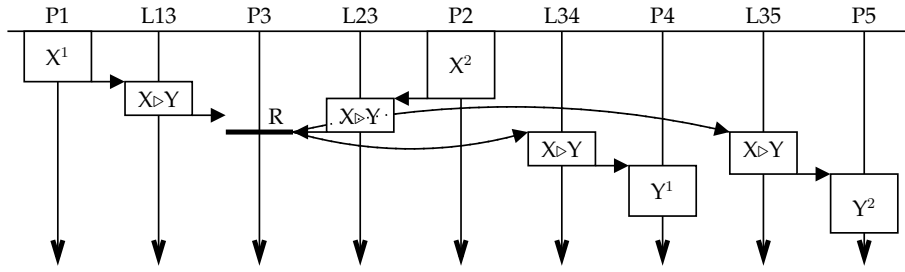 P1 L13 P3 L23 P2 L34 P4 L35 P5
X¹ X²
X▷Y R X▷Y
X▷Y X▷Y
Y¹ Y²